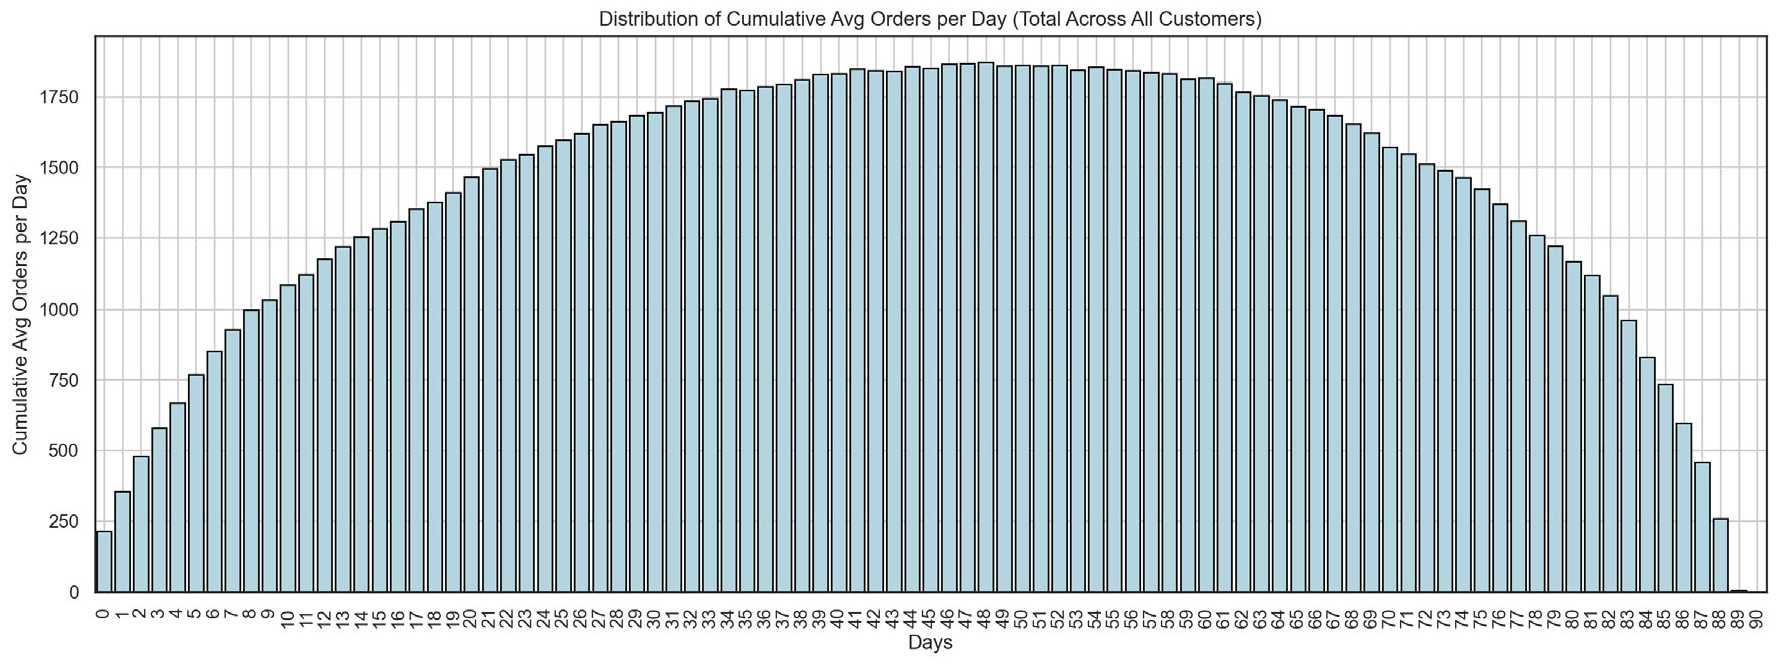 Distribution of Cumulative Avg Orders per Day (Total Across All Customers)
Cumulative Avg Orders per Day
1750
1500
1250
1000
750
500
250
0
0 1 2 3 4 5 6 7 8 9 10 11 12 13 14 15 16 17 18 19 20 21 22 23 24 25 26 27 28 29 30 31 32 33 34 35 36 37 38 39 40 41 42 43 44 45 46 47 48 49 50 51 52 53 54 55 56 57 58 59 60 61 62 63 64 65 66 67 68 69 70 71 72 73 74 75 76 77 78 79 80 81 82 83 84 85 86 87 88 89 90
Days